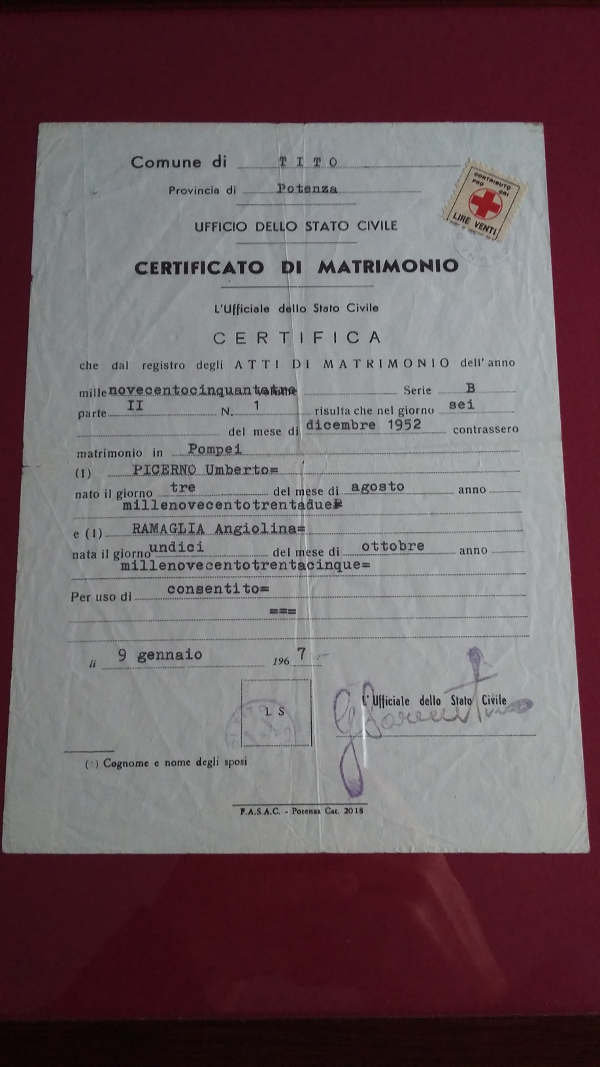 Comune di TITO
CONTRIBUTO
PRO CRI
LIRE VENTI
Provincia di Potenza
UFFICIO DELLO STATO CIVILE
CERTIFICATO DI MATRIMONIO
L'Ufficiale dello Stato Civile
CERTIFICA
che dal registro degli ATTI DI MATRIMONIO dell'anno
mille novecentocinquantatre Serie B
parte II N. 1 risulta che nel giorno sei
del mese di dicembre 1952 contrassero
matrimonio in Pompei
(1) PICERNO Umberto=
nato il giorno tre del mese di agosto anno
millenovecentotrentadue
e (1) RAMAGLIA Angiolina=
nata il giorno undici del mese di ottobre anno
millenovecentotrentacinque=
Per uso di consentito=
===
li 9 gennaio 1967
L'Ufficiale dello Stato Civile
L S
(1) Cognome e nome degli sposi
F.A.S.A.C. - Potenza Cat. 2018